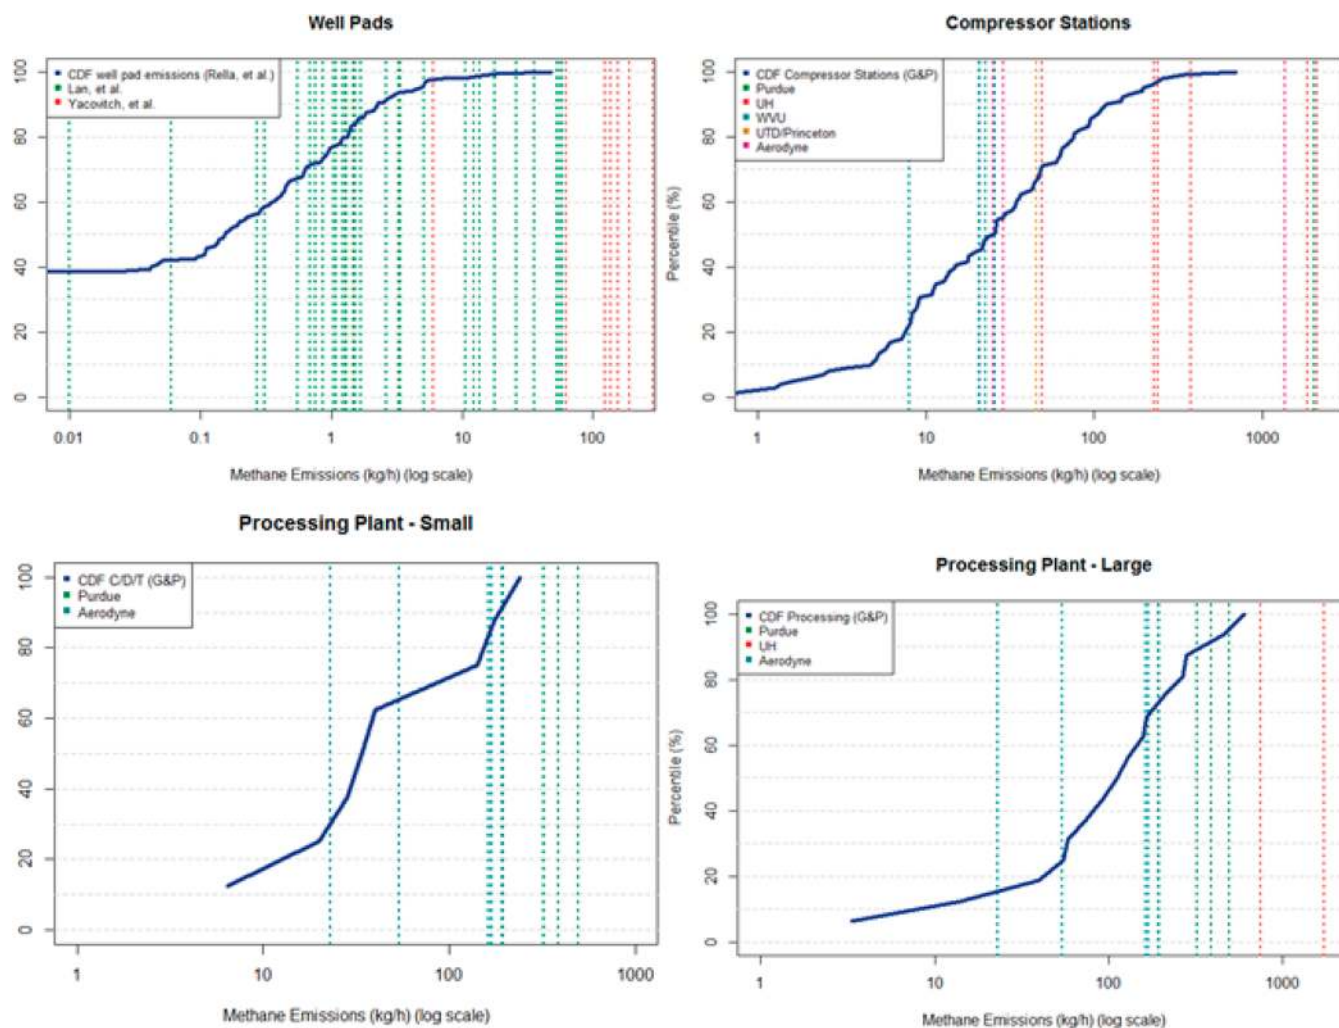 Well Pads
CDF well pad emissions (Rella, et al.)
Lan, et al.
Yacovitch, et al.
0
20
40
60
80
100
0.01
0.1
1
10
100
Methane Emissions (kg/h) (log scale)
Compressor Stations
CDF Compressor Stations (G&P)
Purdue
UH
WVU
UTD/Princeton
Aerodyne
Percentile (%)
0
20
40
60
80
100
1
10
100
1000
Methane Emissions (kg/h) (log scale)
Processing Plant - Small
CDF C/D/T (G&P)
Purdue
Aerodyne
0
20
40
60
80
100
1
10
100
1000
Methane Emissions (kg/h) (log scale)
Processing Plant - Large
CDF Processing (G&P)
Purdue
UH
Aerodyne
Percentile (%)
0
20
40
60
80
100
1
10
100
1000
Methane Emissions (kg/h) (log scale)